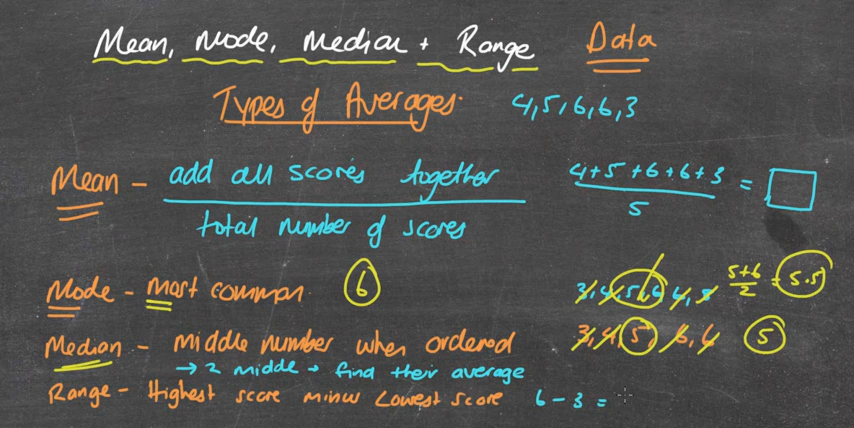 Mean, Mode, Median + Range Data
Types of Averages. 4,5,6,6,3
Mean - add all scores together
total number of scores
4+5+6+6+3
5
=
Mode - Most common 6
3,4,5,6
5+6
2
= 5.5
Median - Middle number when ordered 3,4,5,6,6 5
→ 2 middle → find their average
Range - Highest score minus Lowest score 6 - 3 =